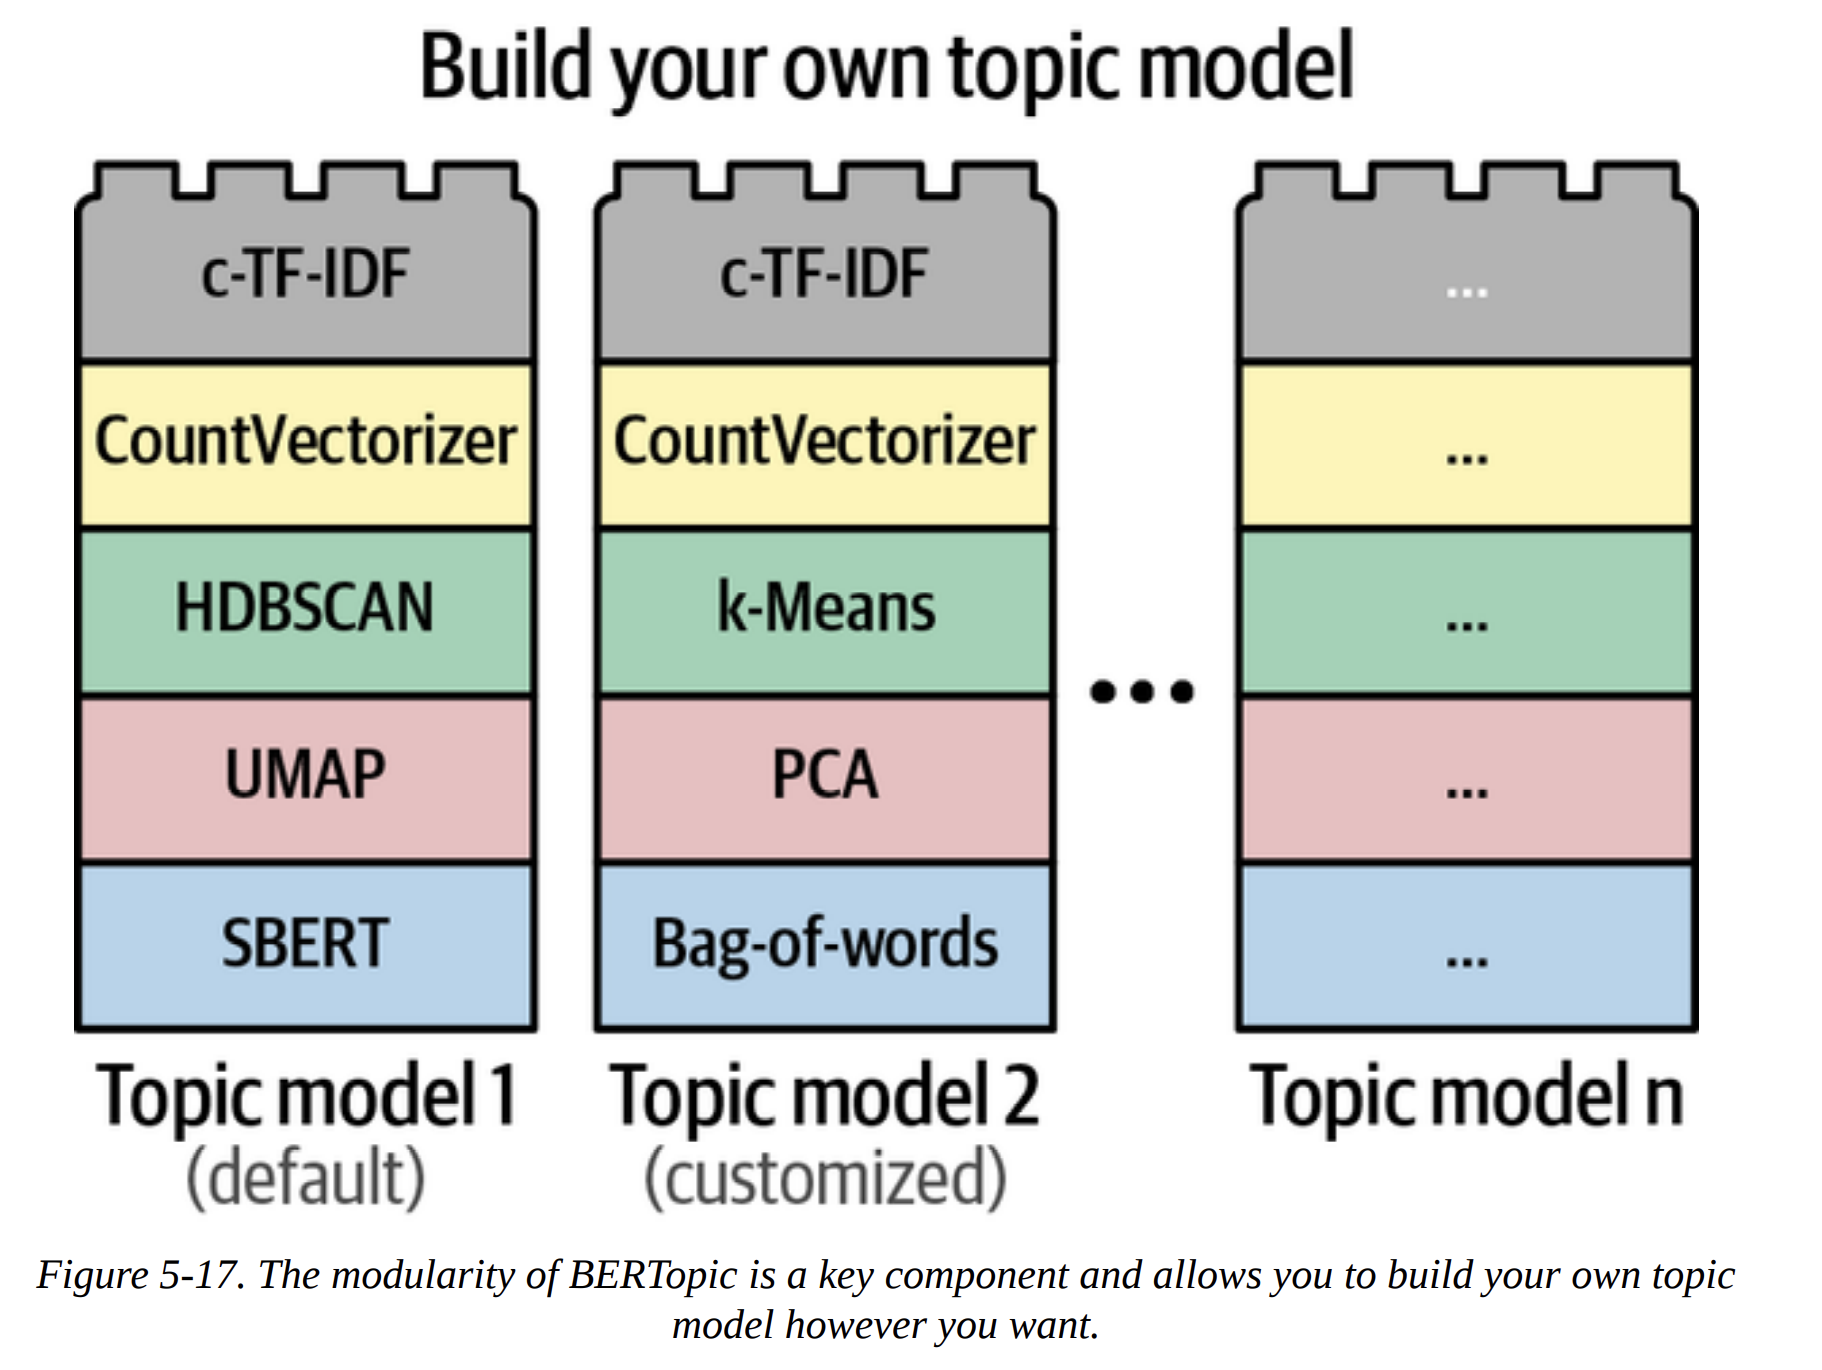 Build your own topic model
c-TF-IDF
CountVectorizer
HDBSCAN
UMAP
SBERT
Topic model 1
(default)
c-TF-IDF
CountVectorizer
k-Means
PCA
Bag-of-words
Topic model 2
(customized)
...
...
...
...
...
...
Topic model n
Figure 5-17. The modularity of BERTopic is a key component and allows you to build your own topic
model however you want.